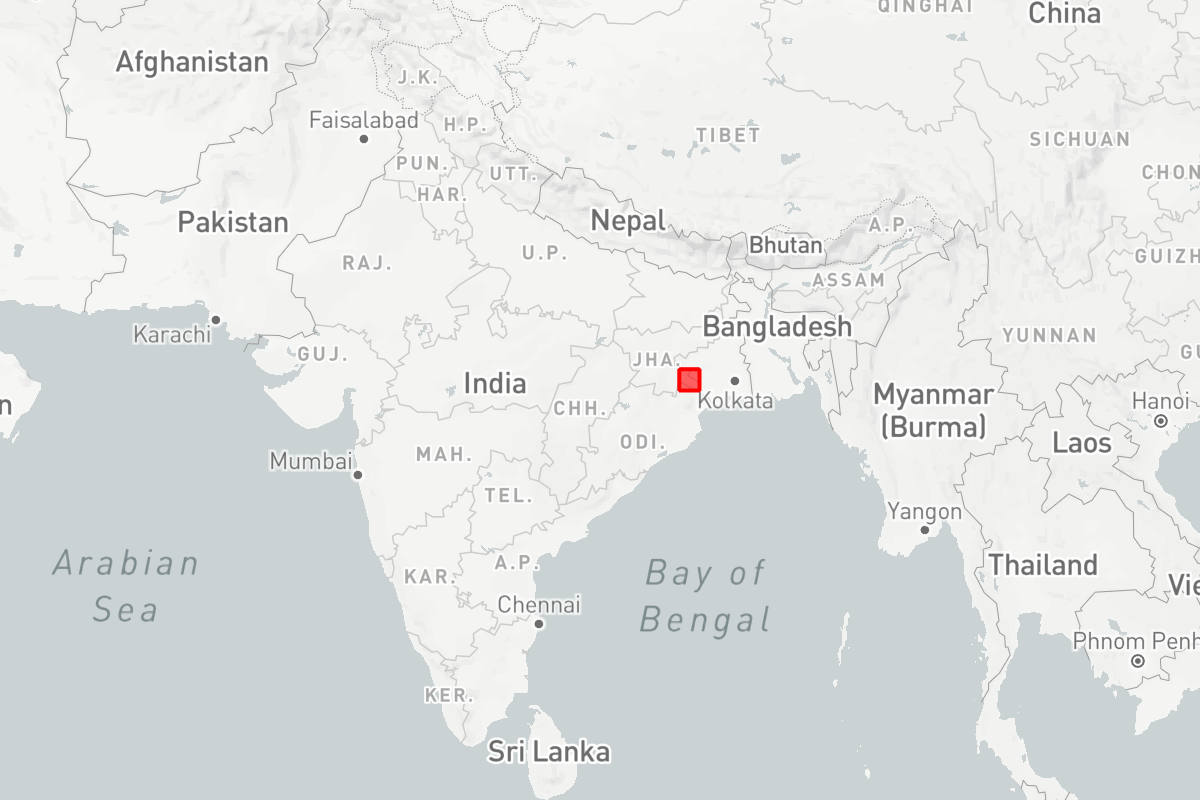 QINGHAI
China
Afghanistan
J.K.
Faisalabad
H.P.
TIBET
SICHUAN
PUN.
UTT.
CHON
HAR.
Pakistan
Nepal
A.P.
Bhutan
U.P.
RAJ.
ASSAM
GUIZH
Karachi
Bangladesh
YUNNAN
GUJ.
JHA.
GU
India
n
Kolkata
Myanmar
(Burma)
Hanoi
CHH.
ODI.
Laos
Mumbai
MAH.
TEL.
Yangon
Arabian
Sea
A.P.
KAR.
Bay of
Bengal
Thailand
Vie
Chennai
Phnom Penh
KER.
Sri Lanka